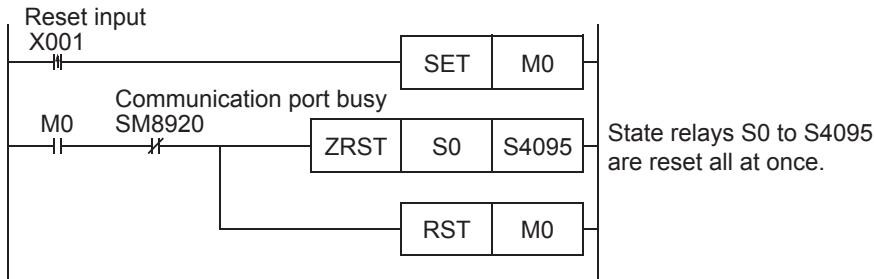 Reset input
X001
SET M0
Communication port busy
M0 SM8920
ZRST S0 S4095
State relays S0 to S4095
are reset all at once.
RST M0